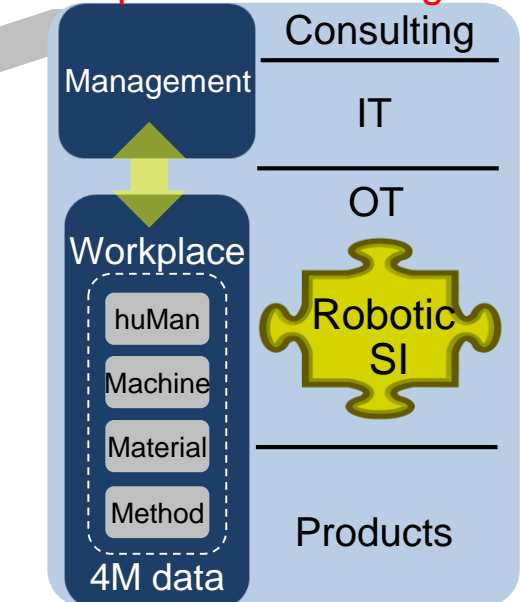 Consulting
Management
IT
OT
Workplace
huMan
Machine
Material
Method
4M data
Robotic
SI
Products